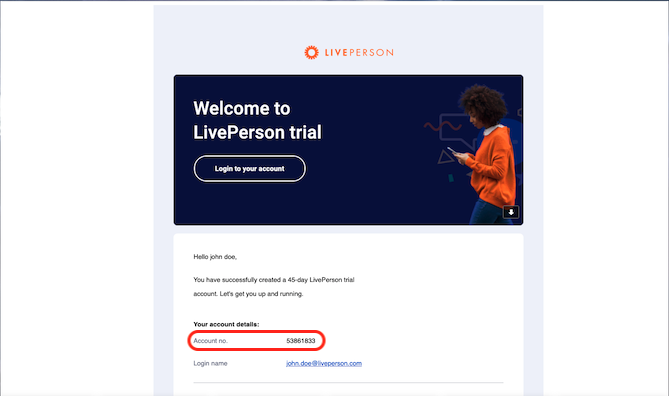 LIVEPERSON
Welcome to
LivePerson trial
Login to your account
Hello john doe,
You have successfully created a 45-day LivePerson trial
account. Let's get you up and running.
Your account details:
Account no. 53861833
Login name john.doe@liveperson.com